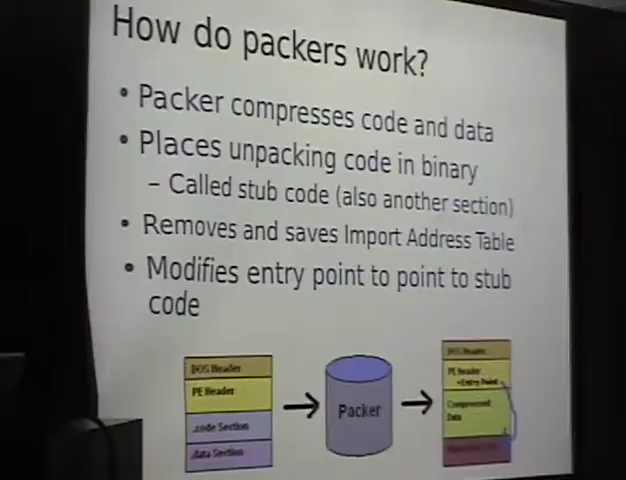 How do packers work?
• Packer compresses code and data
• Places unpacking code in binary
– Called stub code (also another section)
• Removes and saves Import Address Table
• Modifies entry point to point to stub
code
DOS Header
PE Header
.code Section
.data Section
Packer
DOS Header
PE Header
•Entry Point
Compressed
Data